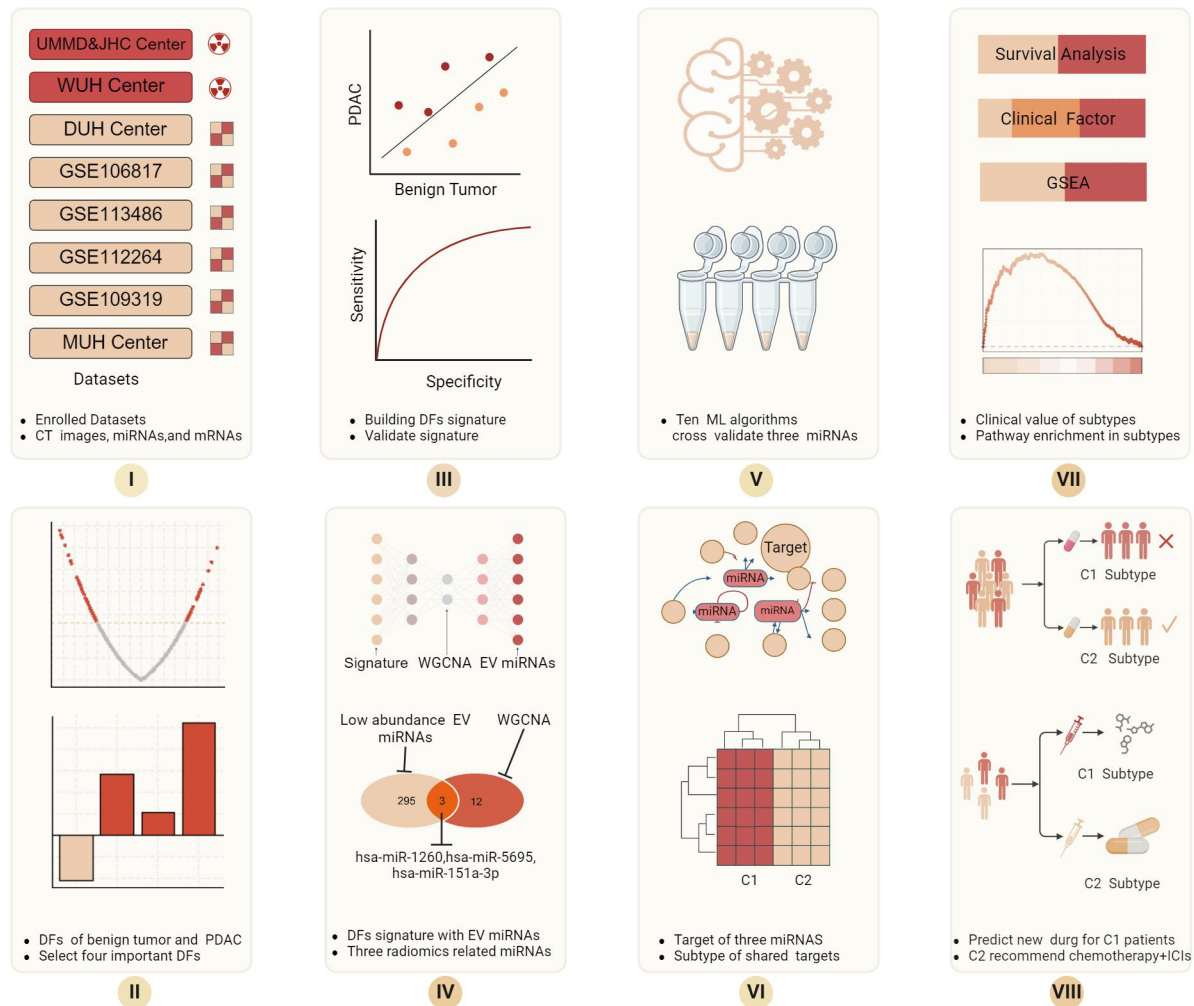 UMMD&JHC Center
WUH Center
DUH Center
GSE106817
GSE113486
GSE112264
GSE109319
MUH Center
Datasets
• Enrolled Datasets
• CT images, miRNAs,and mRNAs
I
PDAC
Benign Tumor
Sensitivity
Specificity
• Building DFs signature
• Validate signature
III
• Ten ML algorithms
cross validate three miRNAs
V
Survival Analysis
Clinical Factor
GSEA
• Clinical value of subtypes
• Pathway enrichment in subtypes
VII
• DFs of benign tumor and PDAC
• Select four important DFs
II
Signature WGCNA EV miRNAs
Low abundance EV
miRNAs
WGCNA
295 3 12
hsa-miR-1260,hsa-miR-5695,
hsa-miR-151a-3p
• DFs signature with EV miRNAs
• Three radiomics related miRNAs
IV
Target
miRNA
miRNA
miRNA
C1 C2
• Target of three miRNAS
• Subtype of shared targets
VI
C1 Subtype
C2 Subtype
C1 Subtype
C2 Subtype
• Predict new durg for C1 patients
• C2 recommend chemotherapy+ICIs
VIII